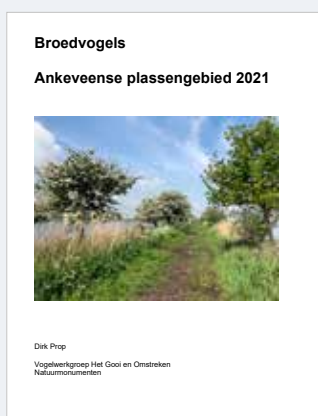 Broedvogels
Ankeveense plassengebied 2021
Dirk Prop
Vogelwerkgroep Het Gooi en Omstreken
Natuurmonumenten